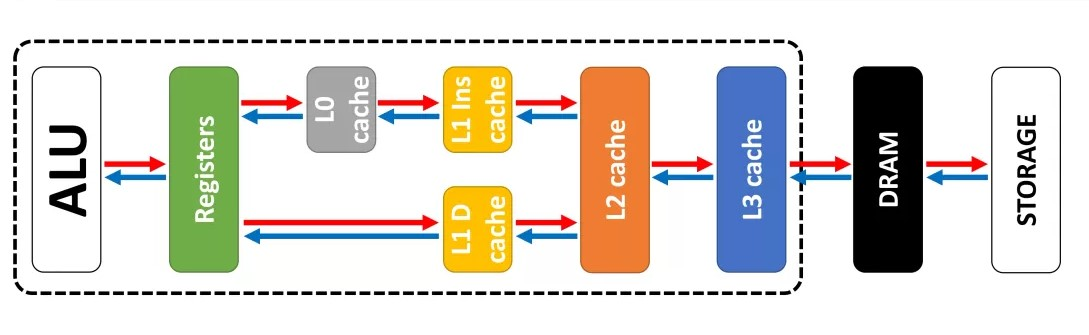 ALU
Registers
L0
cache
L1 Ins
cache
L1 D
cache
L2 cache
L3 cache
DRAM
STORAGE